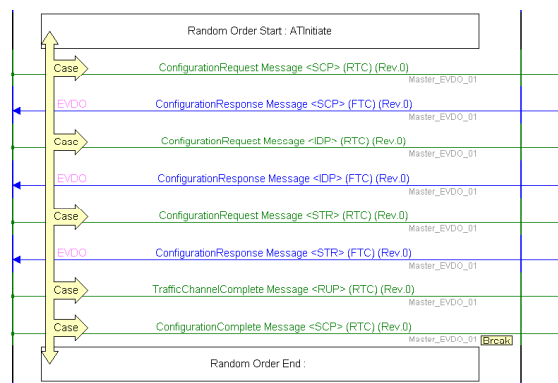 Random Order Start : ATInitiate
Case ConfigurationRequest Message <SCP> (RTC) (Rev.0)
Master_EVDO_01
EVDO ConfigurationResponse Message <SCP> (FTC) (Rev.0)
Master_EVDO_01
Case ConfigurationRequest Message <IDP> (RTC) (Rev.0)
Master_EVDO_01
EVDO ConfigurationResponse Message <IDP> (FTC) (Rev.0)
Master_EVDO_01
Case ConfigurationRequest Message <STR> (RTC) (Rev.0)
Master_EVDO_01
EVDO ConfigurationResponse Message <STR> (FTC) (Rev.0)
Master_EVDO_01
Case TrafficChannelComplete Message <RUP> (RTC) (Rev.0)
Master_EVDO_01
Case ConfigurationComplete Message <SCP> (RTC) (Rev.0)
Master_EVDO_01 Break
Random Order End :